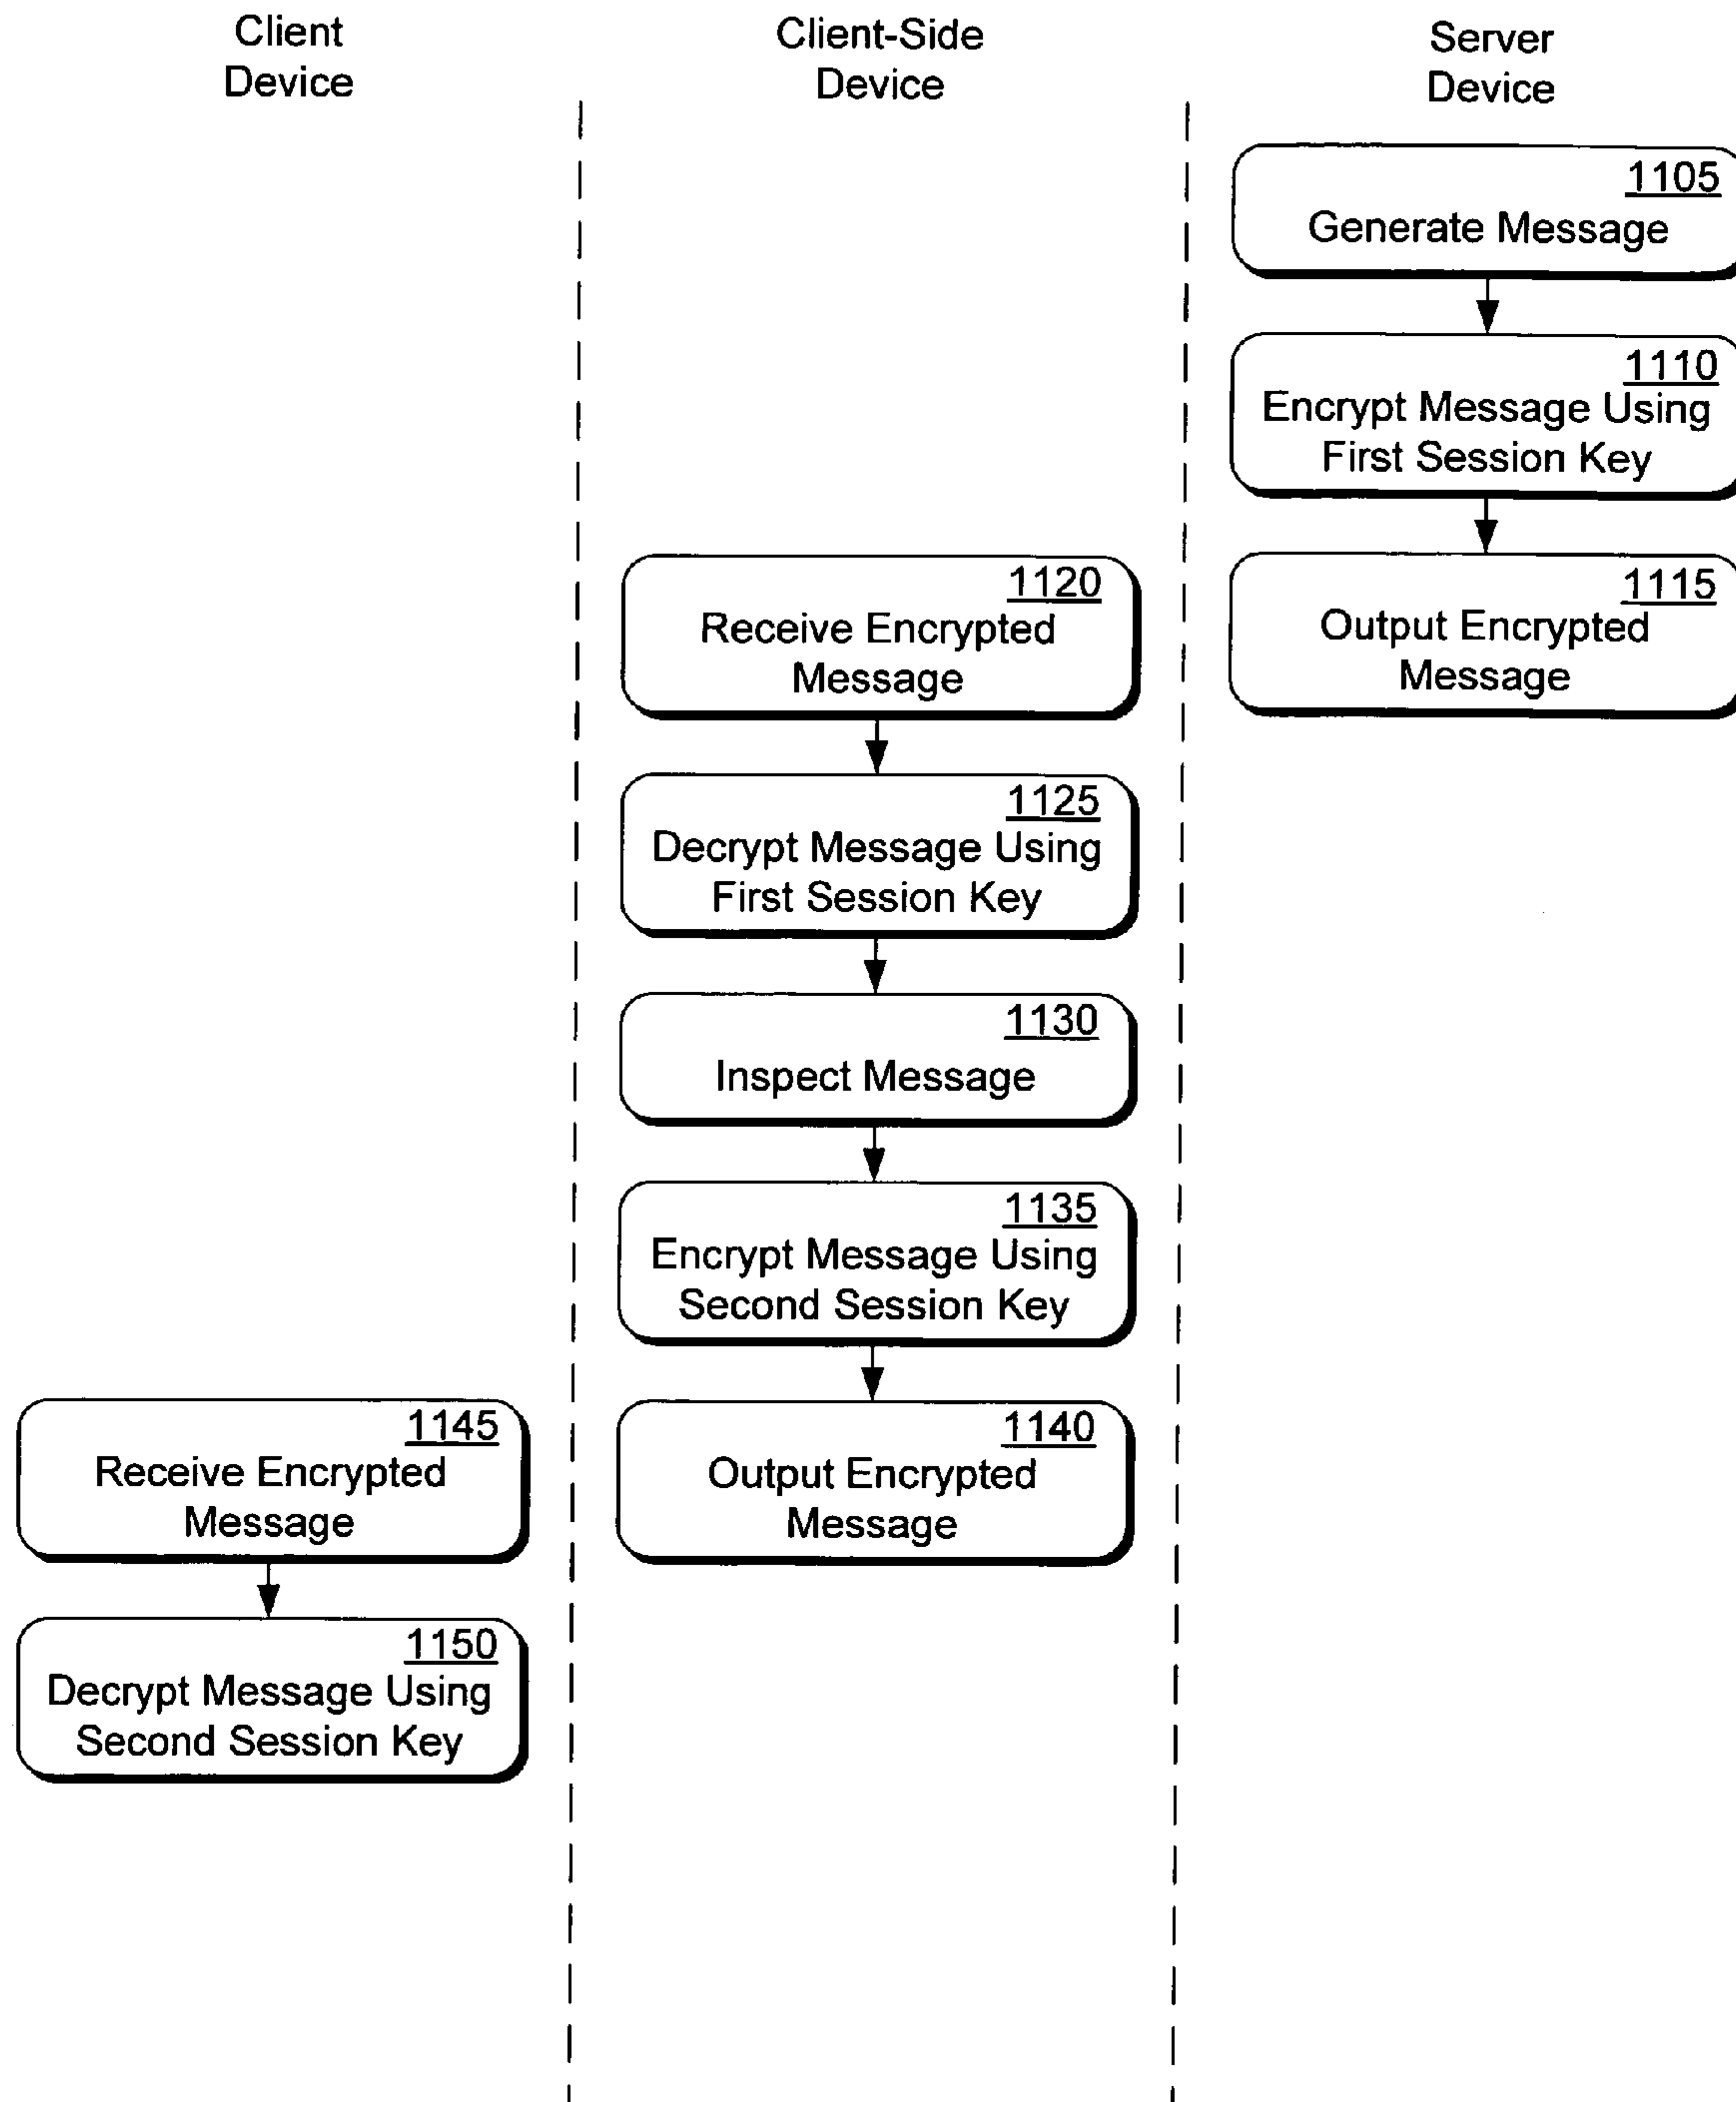 Client
Device
Client-Side
Device
Server
Device
1105
Generate Message
1110
Encrypt Message Using
First Session Key
1115
Output Encrypted
Message
1120
Receive Encrypted
Message
1125
Decrypt Message Using
First Session Key
1130
Inspect Message
1135
Encrypt Message Using
Second Session Key
1140
Output Encrypted
Message
1145
Receive Encrypted
Message
1150
Decrypt Message Using
Second Session Key